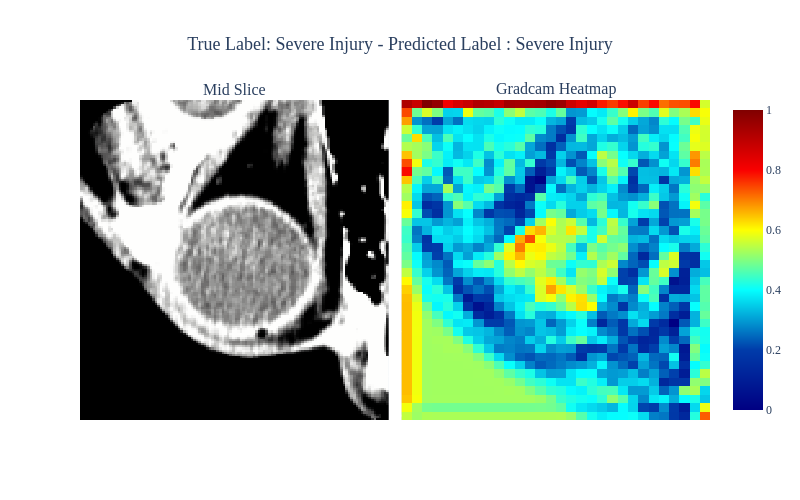 True Label: Severe Injury - Predicted Label : Severe Injury
Mid Slice
Gradcam Heatmap
1
0.8
0.6
0.4
0.2
0